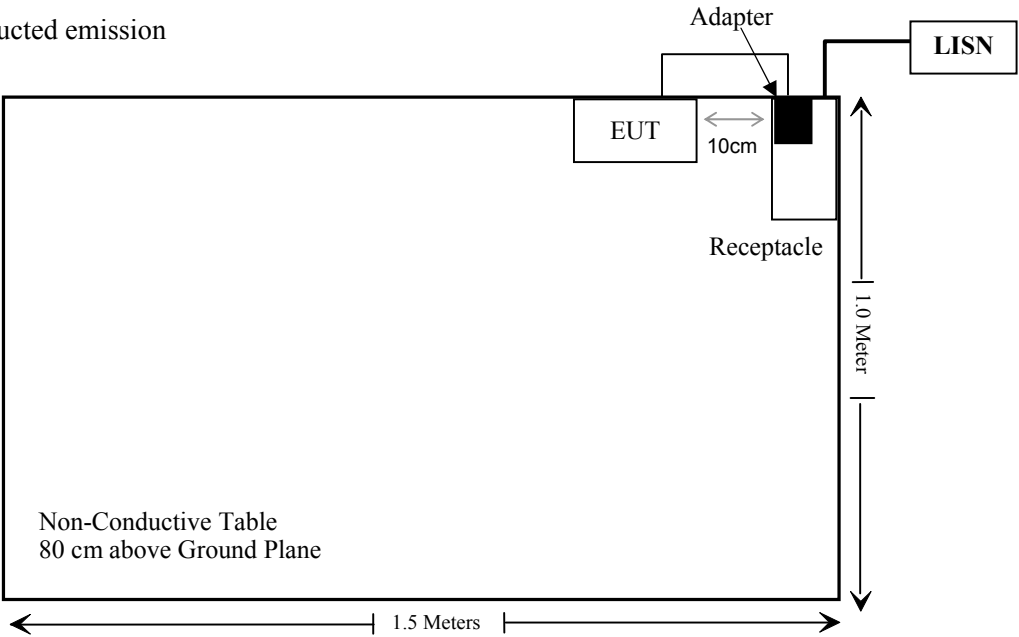 ucted emission
Adapter
LISN
EUT
10cm
Receptacle
1.0 Meter
Non-Conductive Table
80 cm above Ground Plane
1.5 Meters